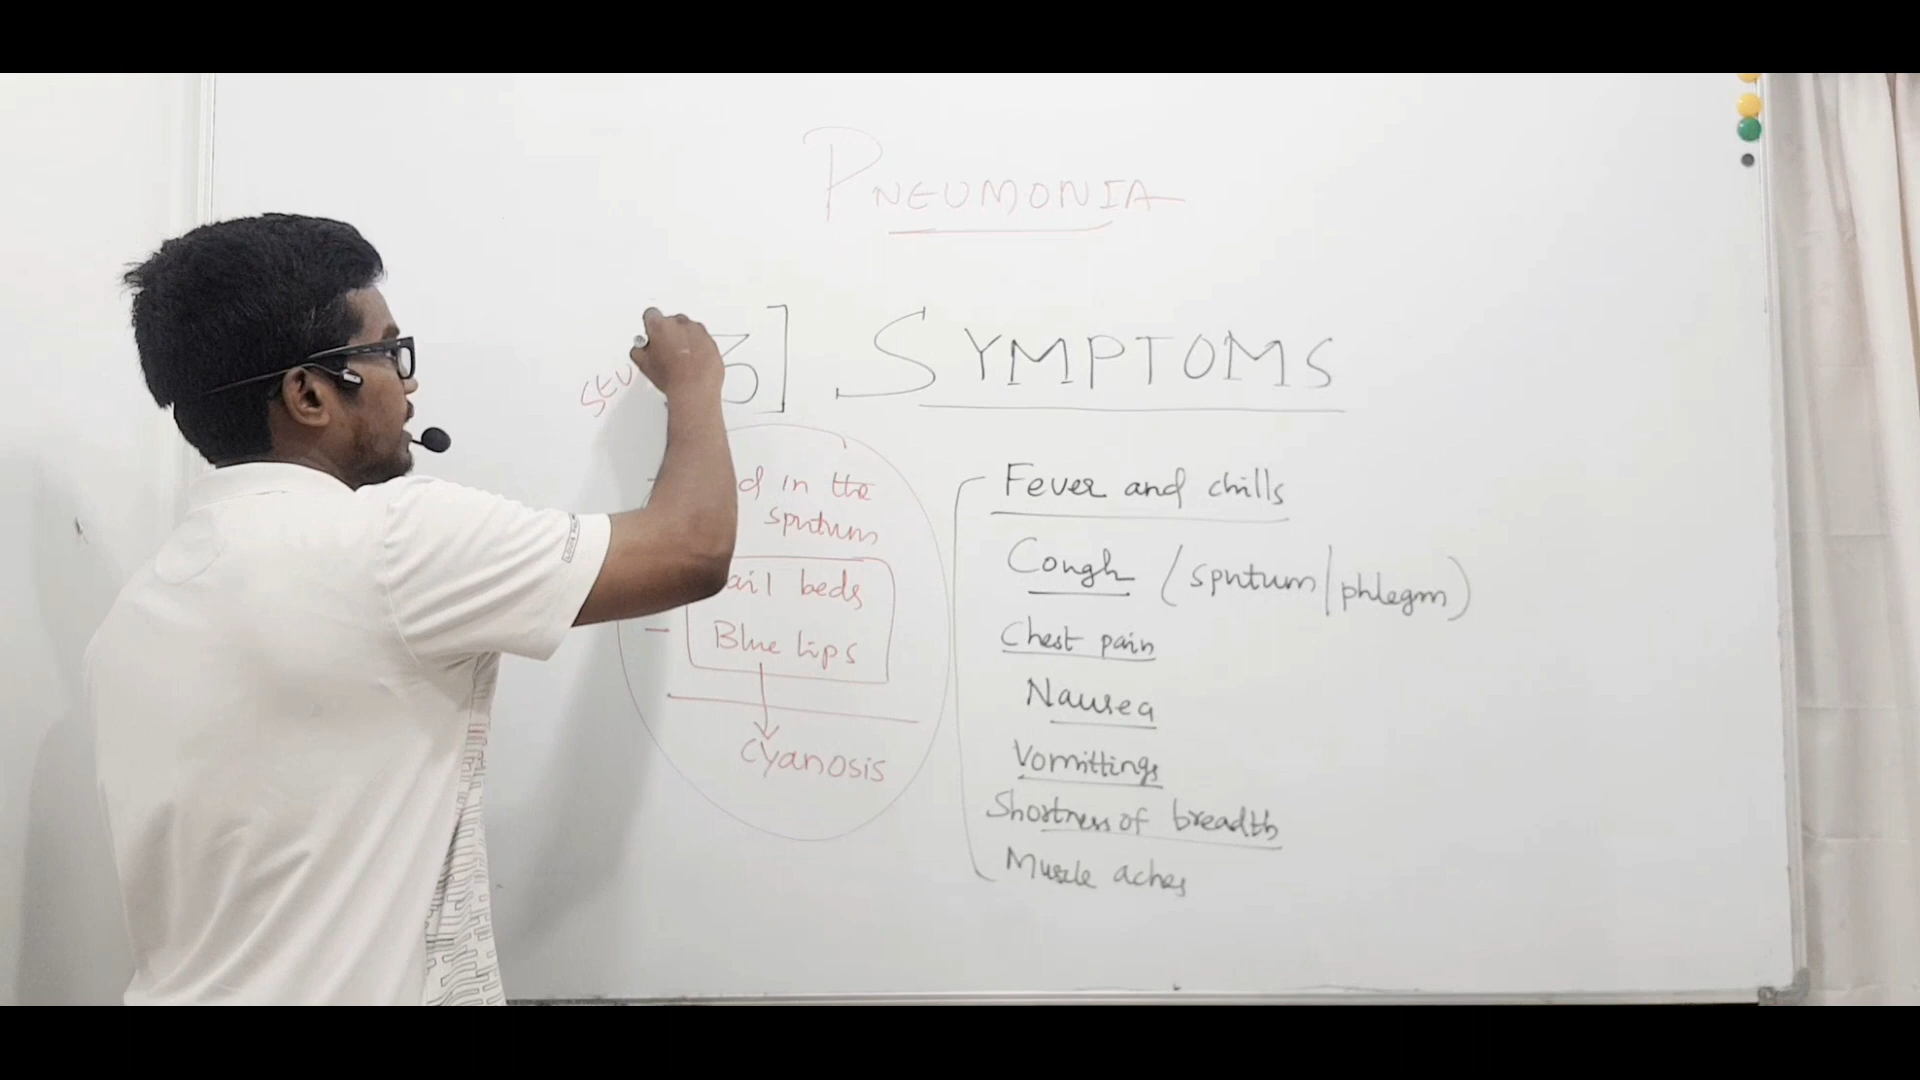 PNEUMONIA
3] SYMPTOMS
in the
sputum
beds
Blue lips
cyanosis
Fever and chills
Cough (sputum/phlegm)
Chest pain
Nausea
Vomittings
Shortness of breadth
Muscle aches